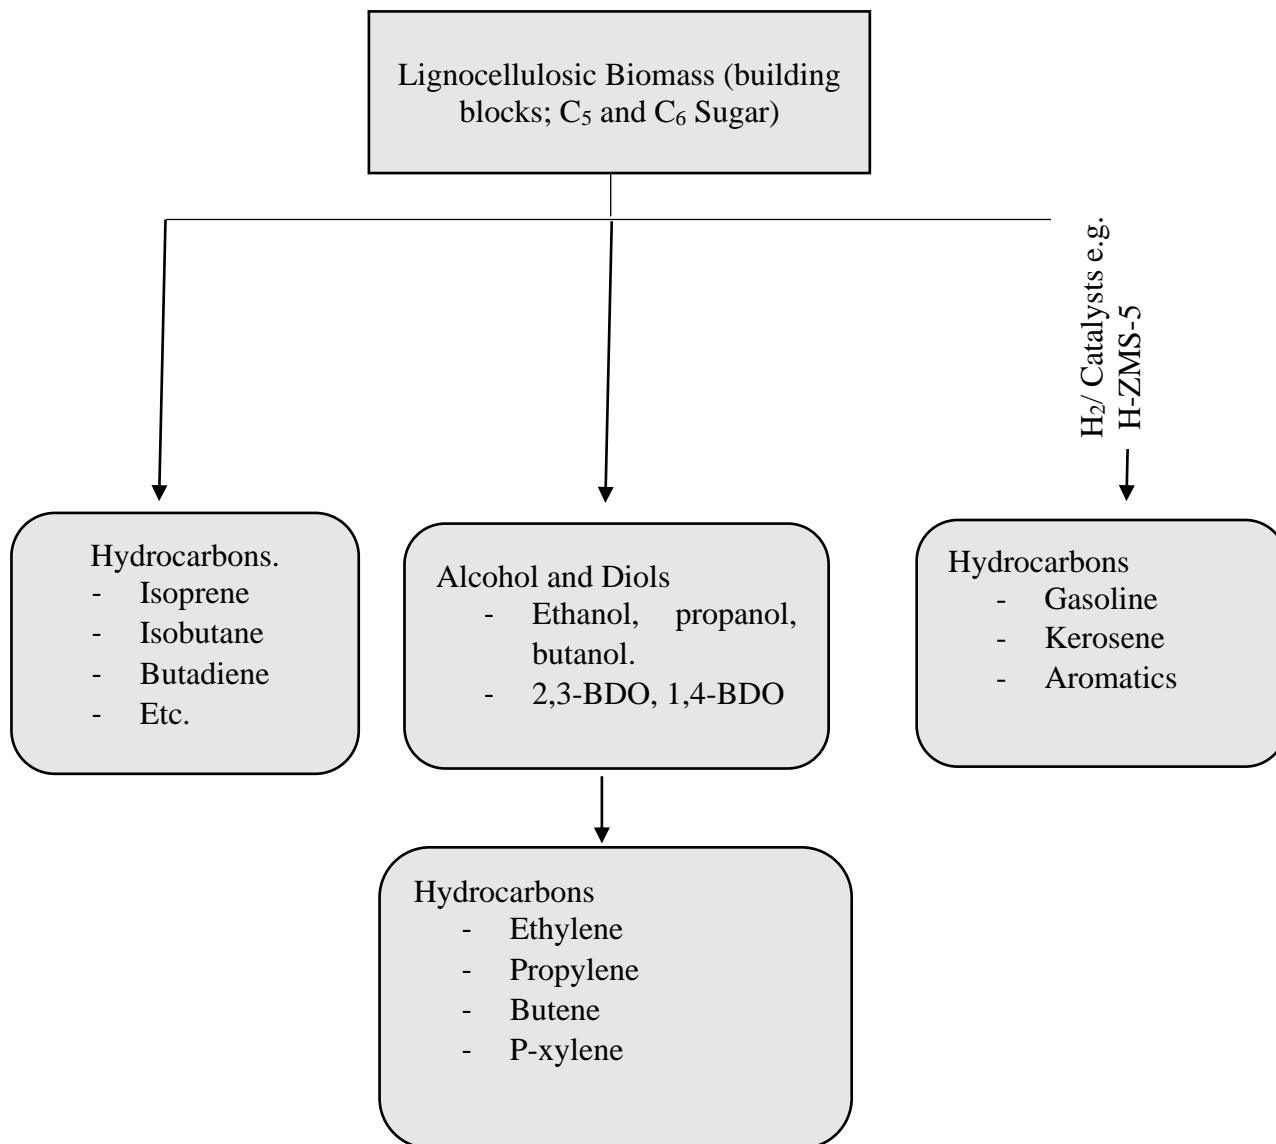 Lignocellulosic Biomass (building
blocks; C₅ and C₆ Sugar)
H₂/ Catalysts e.g.
H-ZMS-5
Hydrocarbons.
- Isoprene
- Isobutane
- Butadiene
- Etc.
Alcohol and Diols
- Ethanol, propanol,
butanol.
- 2,3-BDO, 1,4-BDO
Hydrocarbons
- Gasoline
- Kerosene
- Aromatics
Hydrocarbons
- Ethylene
- Propylene
- Butene
- P-xylene